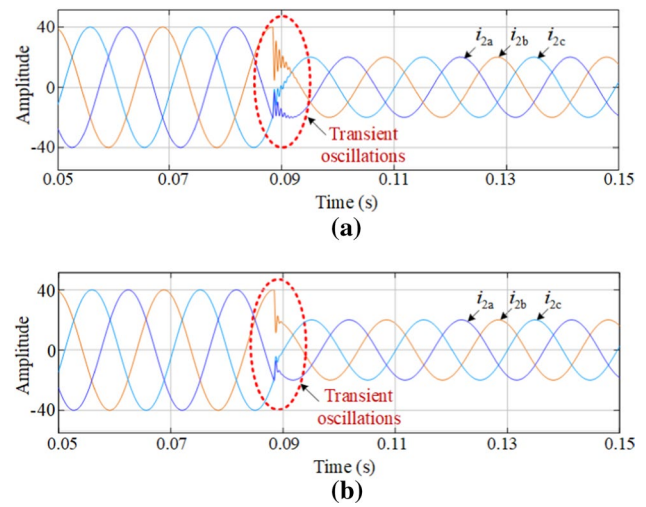 40
0
-40
Amplitude
i2a
i2b
i2c
Transient
oscillations
0.05
0.07
0.09
0.11
0.13
0.15
Time (s)
(a)
40
0
-40
Amplitude
i2a
i2b
i2c
Transient
oscillations
0.05
0.07
0.09
0.11
0.13
0.15
Time (s)
(b)